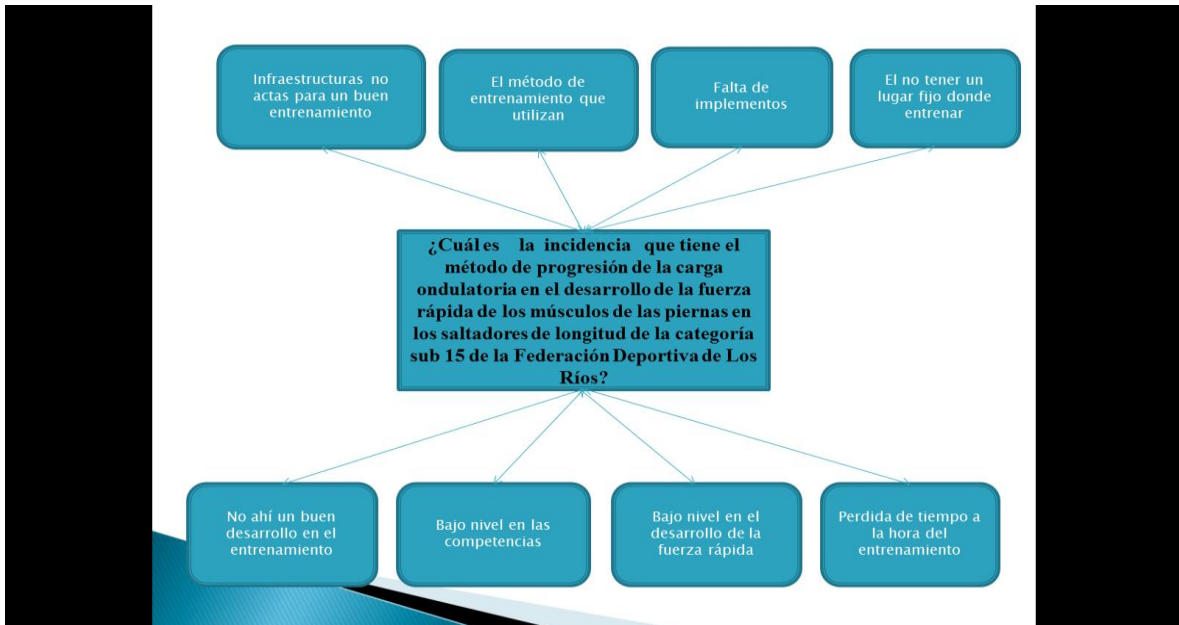 Infraestructuras no
actas para un buen
entrenamiento
El método de
entrenamiento que
utilizan
Falta de
implementos
El no tener un
lugar fijo donde
entrenar
¿Cuál es la incidencia que tiene el
método de progresión de la carga
ondulatoria en el desarrollo de la fuerza
rápida de los músculos de las piernas en
los saltadores de longitud de la categoría
sub 15 de la Federación Deportiva de Los
Ríos?
No ahí un buen
desarrollo en el
entrenamiento
Bajo nivel en las
competencias
Bajo nivel en el
desarrollo de la
fuerza rápida
Perdida de tiempo a
la hora del
entrenamiento